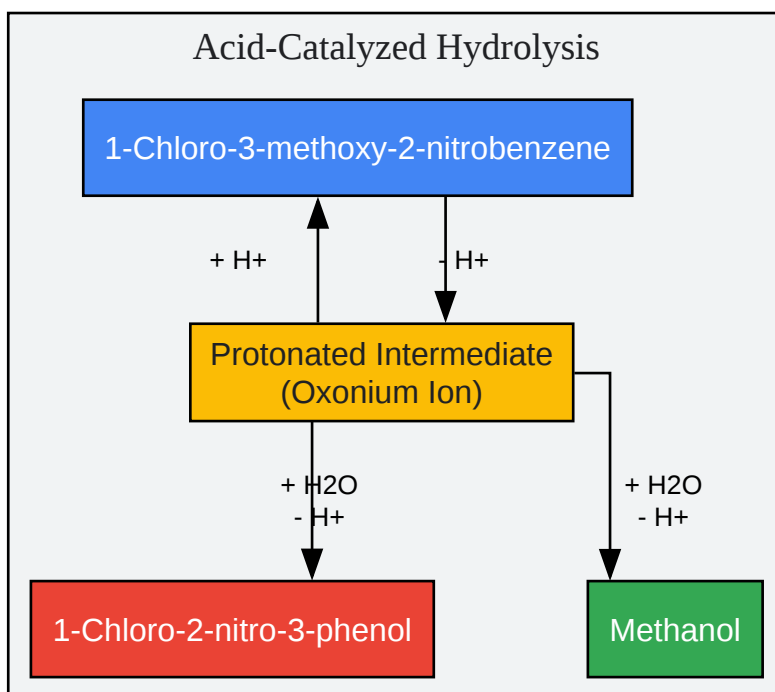 Acid-Catalyzed Hydrolysis
1-Chloro-3-methoxy-2-nitrobenzene
+ H+
- H+
Protonated Intermediate
(Oxonium Ion)
+ H2O
- H+
+ H2O
- H+
1-Chloro-2-nitro-3-phenol
Methanol